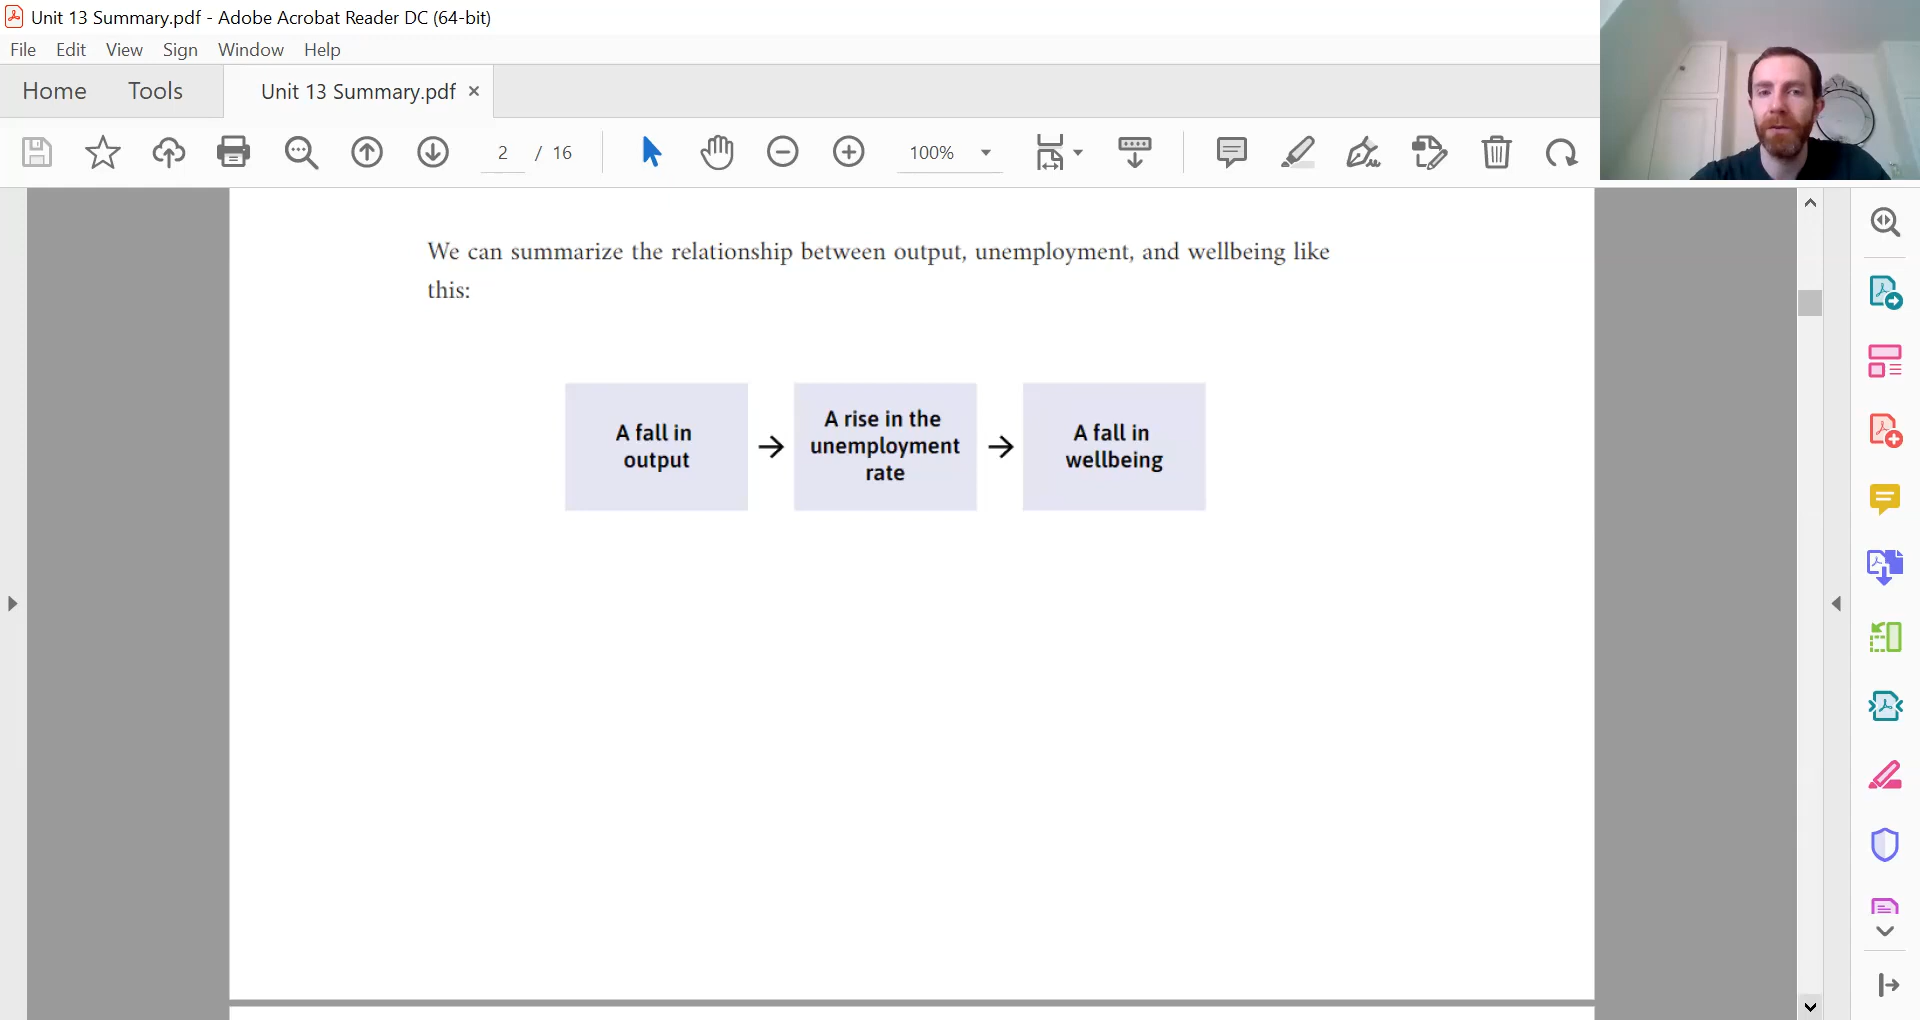 Unit 13 Summary.pdf - Adobe Acrobat Reader DC (64-bit)
File Edit View Sign Window Help
Home Tools Unit 13 Summary.pdf ×
2 / 16 100%
We can summarize the relationship between output, unemployment, and wellbeing like
this:
A fall in
output
A rise in the
unemployment
rate
A fall in
wellbeing